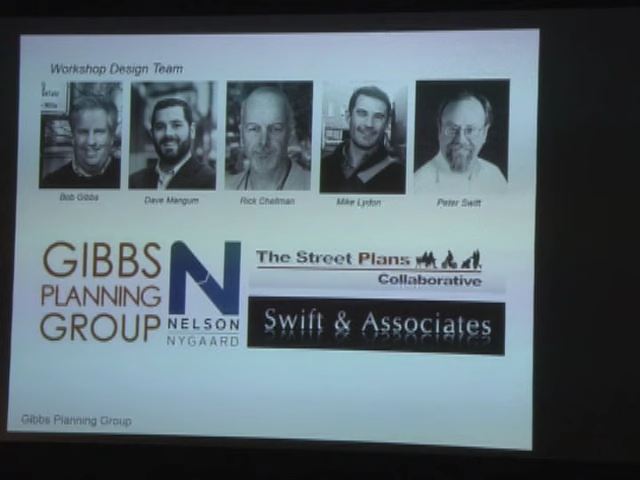 Workshop Design Team
Bob Gibbs
Dave Mangum
Rick Chellman
Mike Lydon
Peter Swift
GIBBS
PLANNING
GROUP
NELSON
NYGAARD
The Street Plans
Collaborative
Swift & Associates
Gibbs Planning Group